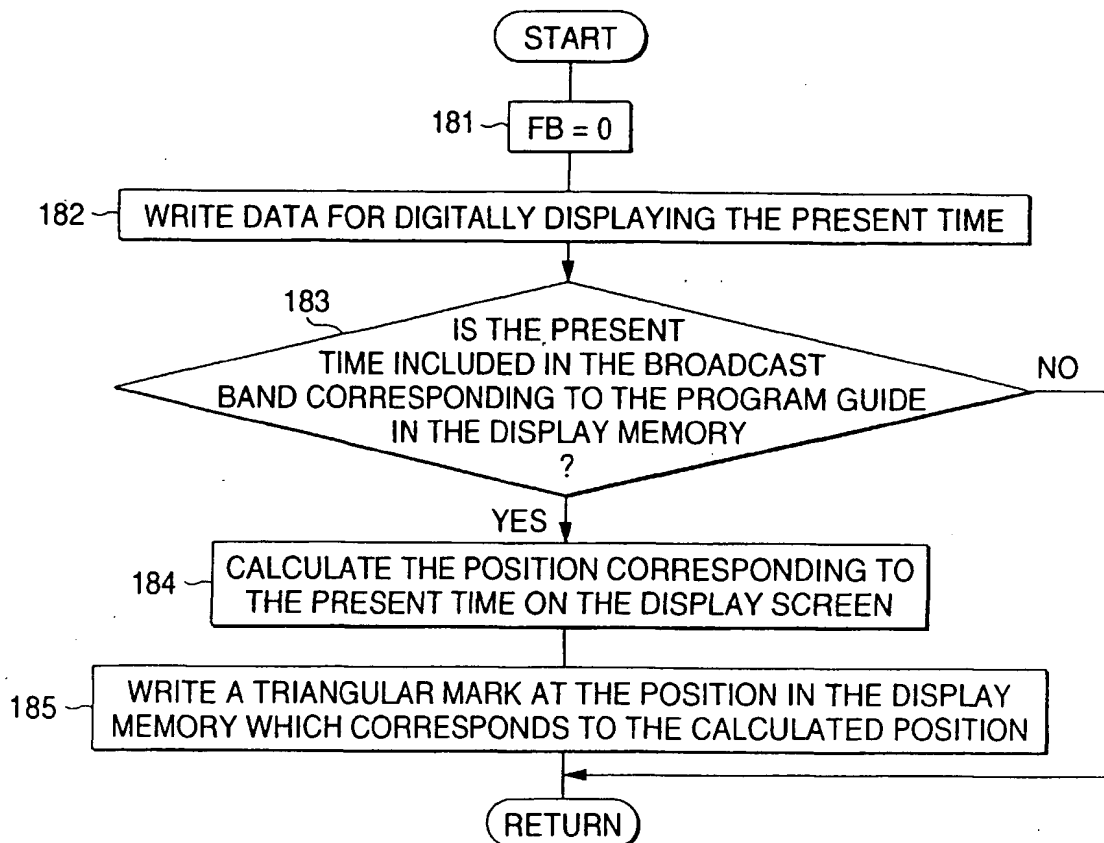 START
181
FB = 0
182
WRITE DATA FOR DIGITALLY DISPLAYING THE PRESENT TIME
183
IS THE PRESENT
TIME INCLUDED IN THE BROADCAST
BAND CORRESPONDING TO THE PROGRAM GUIDE
IN THE DISPLAY MEMORY
?
NO
YES
184
CALCULATE THE POSITION CORRESPONDING TO
THE PRESENT TIME ON THE DISPLAY SCREEN
185
WRITE A TRIANGULAR MARK AT THE POSITION IN THE DISPLAY
MEMORY WHICH CORRESPONDS TO THE CALCULATED POSITION
RETURN